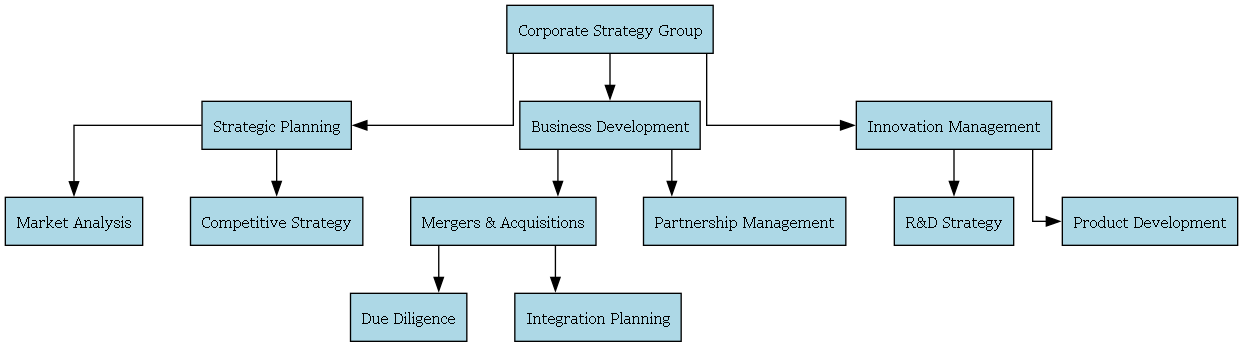 Corporate Strategy Group
Strategic Planning
Business Development
Innovation Management
Market Analysis
Competitive Strategy
Mergers & Acquisitions
Partnership Management
R&D Strategy
Product Development
Due Diligence
Integration Planning